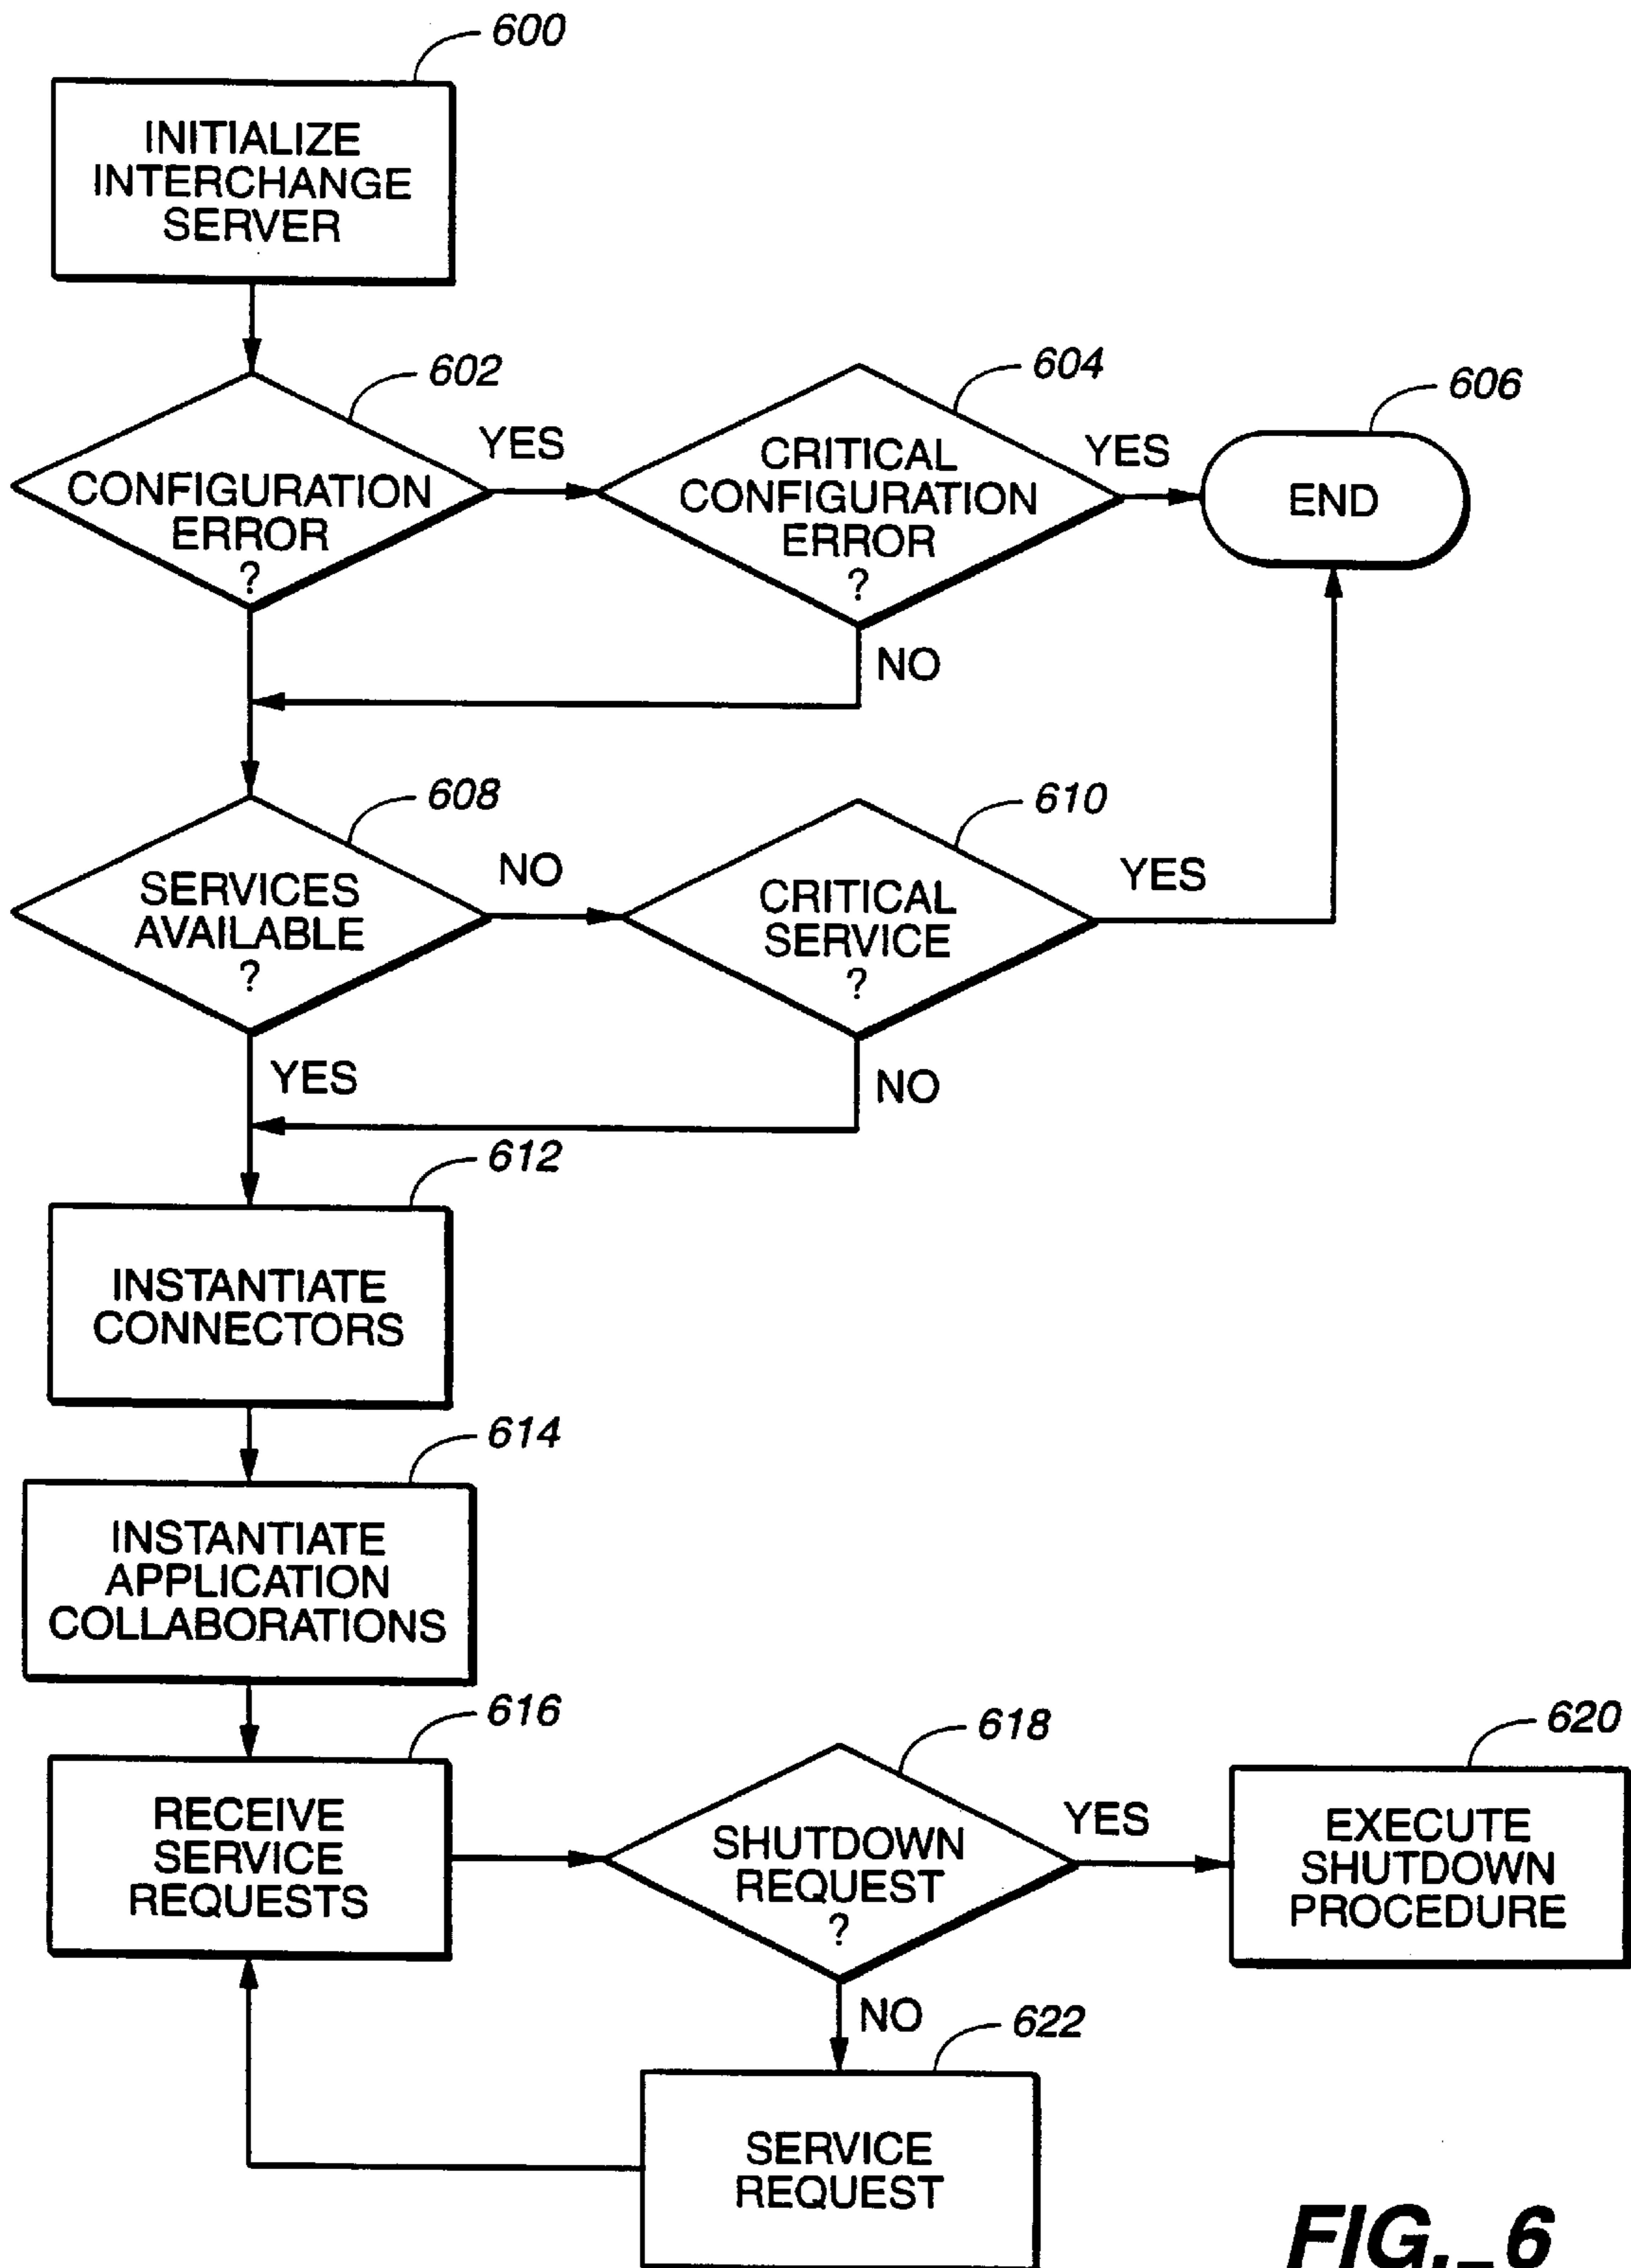 600
INITIALIZE
INTERCHANGE
SERVER
602
CONFIGURATION
ERROR
?
YES
604
CRITICAL
CONFIGURATION
ERROR
?
YES
606
END
NO
608
SERVICES
AVAILABLE
?
NO
610
CRITICAL
SERVICE
?
YES
YES
NO
612
INSTANTIATE
CONNECTORS
614
INSTANTIATE
APPLICATION
COLLABORATIONS
616
RECEIVE
SERVICE
REQUESTS
618
SHUTDOWN
REQUEST
?
YES
620
EXECUTE
SHUTDOWN
PROCEDURE
NO
622
SERVICE
REQUEST
FIG._6